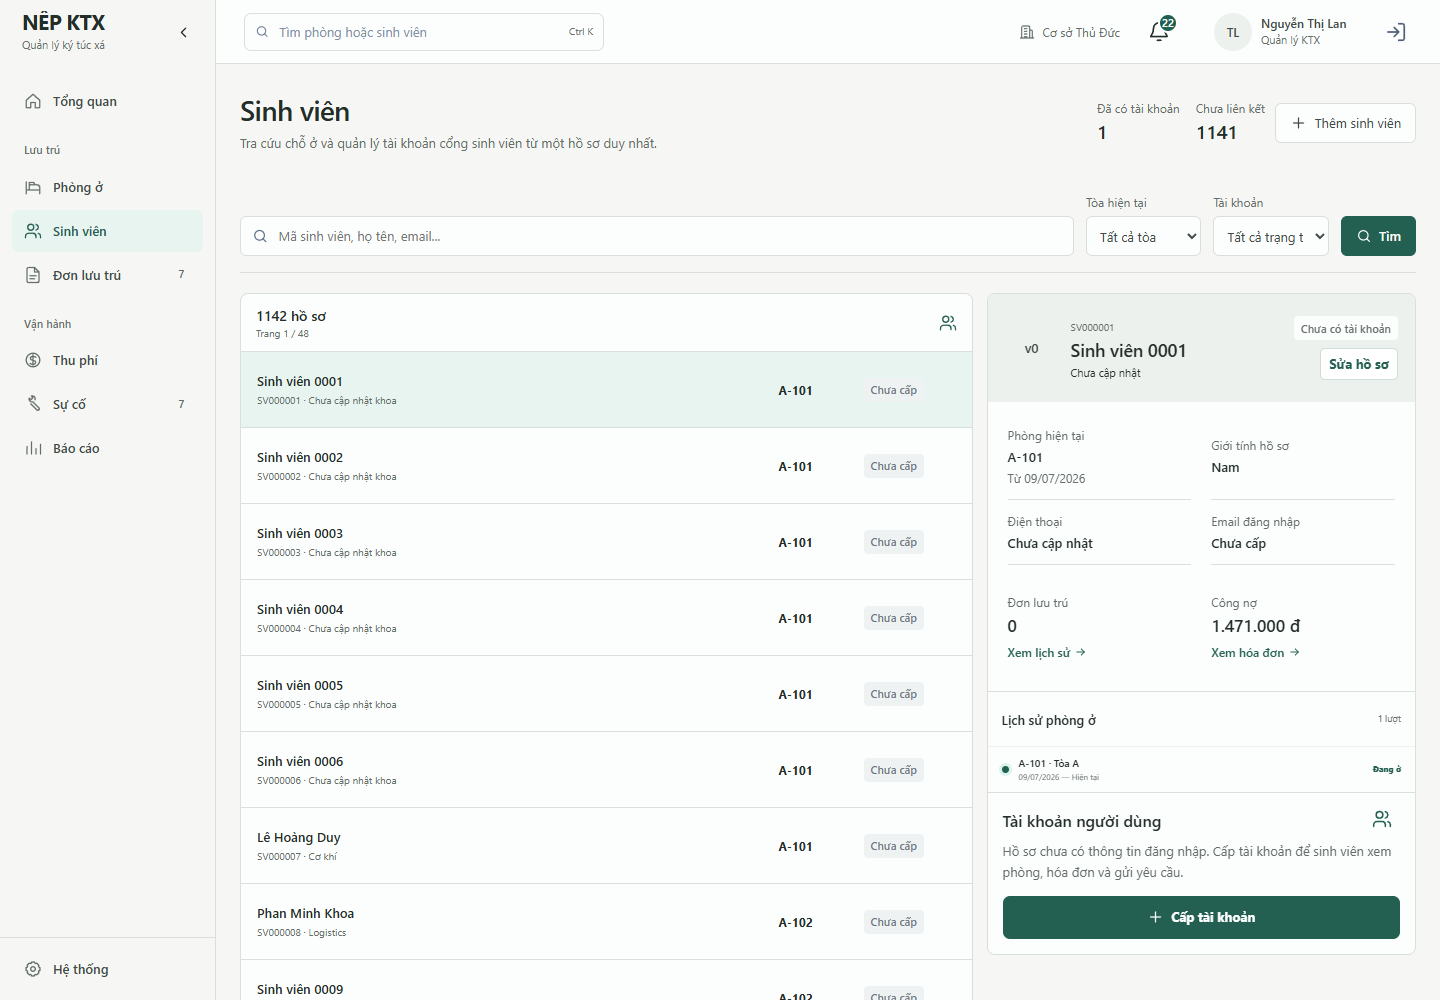 NẾP KTX
Quản lý ký túc xá
Tìm phòng hoặc sinh viên
Ctrl K
Cơ sở Thủ Đức
22
TL
Nguyễn Thị Lan
Quản lý KTX
Tổng quan
Lưu trú
Phòng ở
Sinh viên
Đơn lưu trú
7
Vận hành
Thu phí
Sự cố
7
Báo cáo
Hệ thống
Sinh viên
Tra cứu chỗ ở và quản lý tài khoản cổng sinh viên từ một hồ sơ duy nhất.
Đã có tài khoản
1
Chưa liên kết
1141
Thêm sinh viên
Mã sinh viên, họ tên, email...
Tòa hiện tại
Tất cả tòa
Tài khoản
Tất cả trạng t
Tìm
1142 hồ sơ
Trang 1 / 48
Sinh viên 0001
SV000001 · Chưa cập nhật khoa
A-101
Chưa cấp
Sinh viên 0002
SV000002 · Chưa cập nhật khoa
A-101
Chưa cấp
Sinh viên 0003
SV000003 · Chưa cập nhật khoa
A-101
Chưa cấp
Sinh viên 0004
SV000004 · Chưa cập nhật khoa
A-101
Chưa cấp
Sinh viên 0005
SV000005 · Chưa cập nhật khoa
A-101
Chưa cấp
Sinh viên 0006
SV000006 · Chưa cập nhật khoa
A-101
Chưa cấp
Lê Hoàng Duy
SV000007 · Cơ khí
A-101
Chưa cấp
Phan Minh Khoa
SV000008 · Logistics
A-102
Chưa cấp
Sinh viên 0009
A-102
Chưa cấp
v0
SV000001
Sinh viên 0001
Chưa cập nhật
Chưa có tài khoản
Sửa hồ sơ
Phòng hiện tại
A-101
Từ 09/07/2026
Giới tính hồ sơ
Nam
Điện thoại
Chưa cập nhật
Email đăng nhập
Chưa cấp
Đơn lưu trú
0
Xem lịch sử →
Công nợ
1.471.000 đ
Xem hóa đơn →
Lịch sử phòng ở
1 lượt
A-101 · Tòa A
09/07/2026 — Hiện tại
Đang ở
Tài khoản người dùng
Hồ sơ chưa có thông tin đăng nhập. Cấp tài khoản để sinh viên xem
phòng, hóa đơn và gửi yêu cầu.
Cấp tài khoản